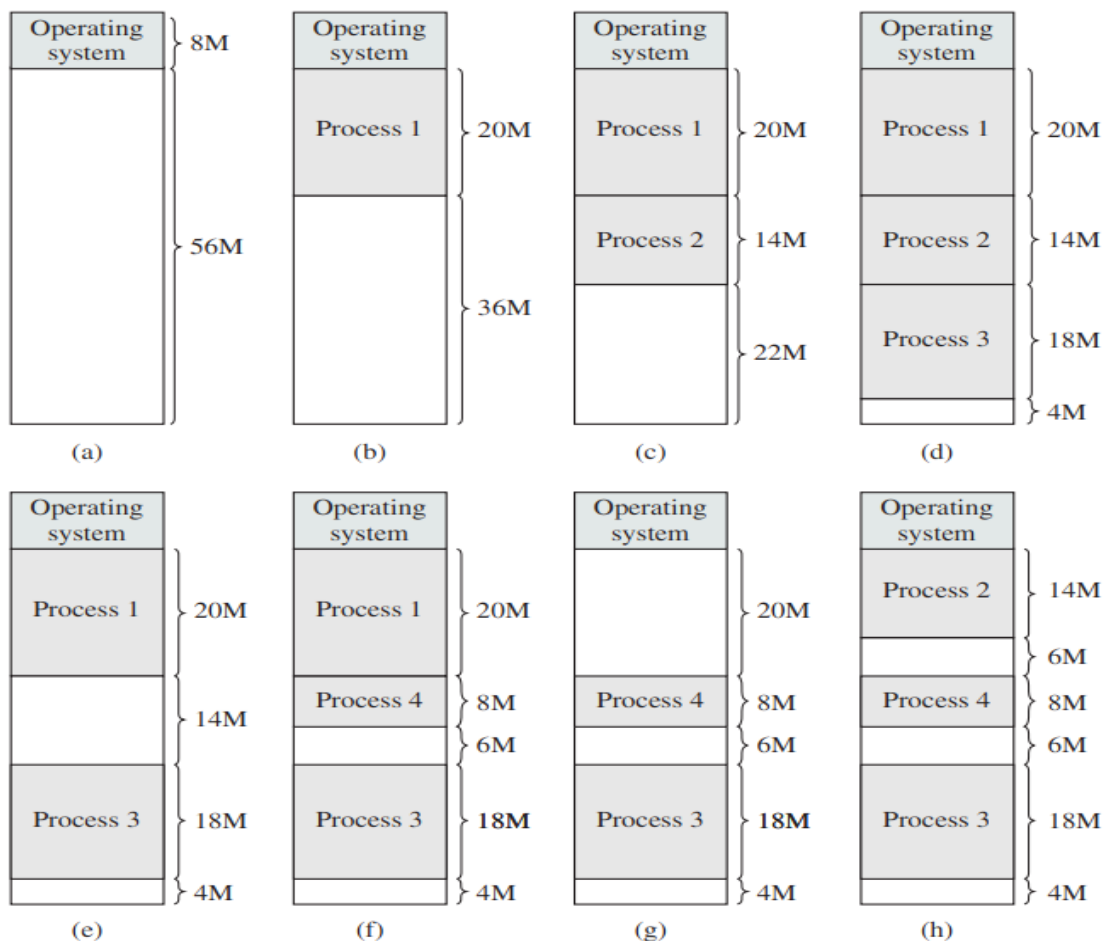 Operating
system
8M
56M
(a)
Operating
system
Process 1
20M
36M
(b)
Operating
system
Process 1
20M
Process 2
14M
22M
(c)
Operating
system
Process 1
20M
Process 2
14M
Process 3
18M
4M
(d)
Operating
system
Process 1
20M
14M
Process 3
18M
4M
(e)
Operating
system
Process 1
20M
Process 4
8M
6M
Process 3
18M
4M
(f)
Operating
system
20M
Process 4
8M
6M
Process 3
18M
4M
(g)
Operating
system
Process 2
14M
6M
Process 4
8M
6M
Process 3
18M
4M
(h)